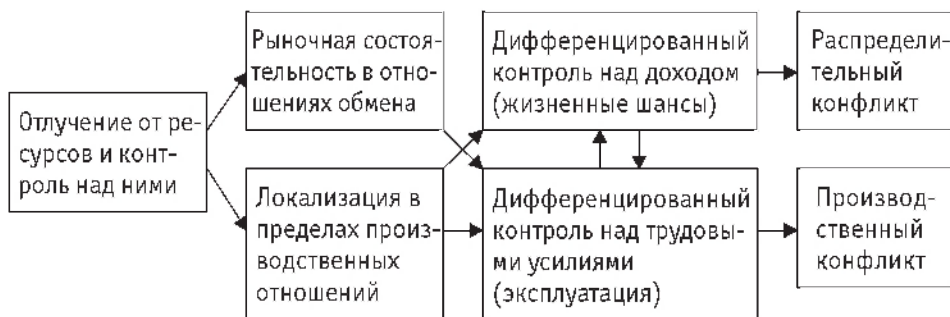 Отлучение от ре-
сурсов и конт-
роль над ними
Рыночная состоя-
тельность в отно-
шениях обмена
Локализация в
пределах произ-
водственных
отношений
Дифференцированный
контроль над доходом
(жизненные шансы)
Дифференцированный
контроль над трудовы-
ми усилиями
(эксплуатация)
Распредели-
тельный
конфликт
Производ-
ственный
конфликт